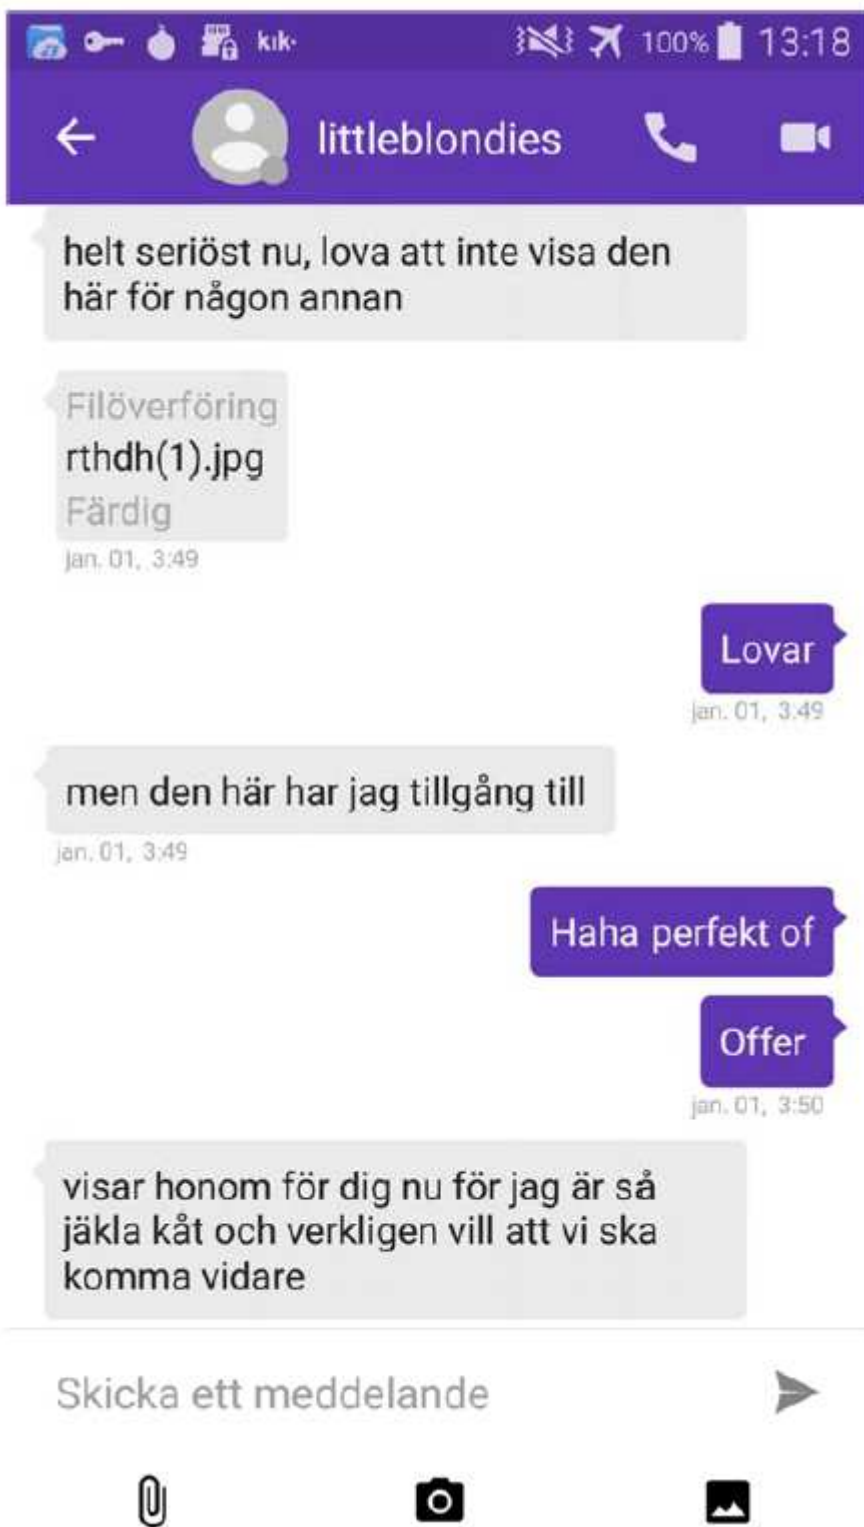 kik·
100%
13:18
littleblondies
helt seriöst nu, lova att inte visa den
här för någon annan
Filöverföring
rthdh(1).jpg
Färdig
jan. 01, 3:49
Lovar
jan. 01, 3:49
men den här har jag tillgång till
jan. 01, 3:49
Haha perfekt of
Offer
jan. 01, 3:50
visar honom för dig nu för jag är så
jäkla kåt och verkligen vill att vi ska
komma vidare
Skicka ett meddelande